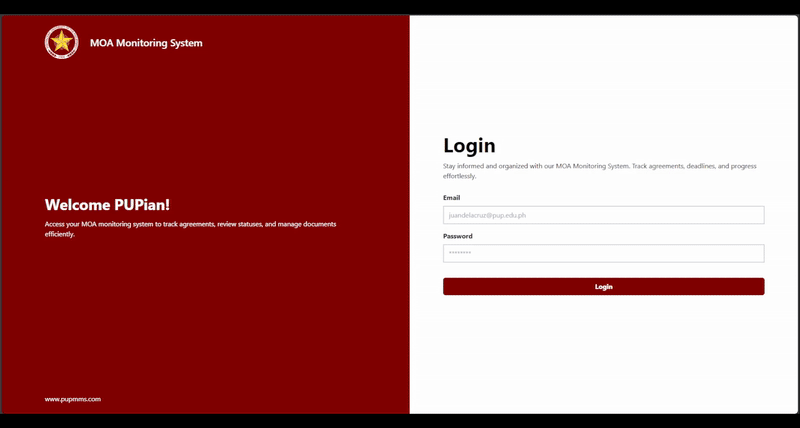 MOA Monitoring System
Welcome PUPian!
Access your MOA monitoring system to track agreements, review statuses, and manage documents
efficiently.
www.pupmms.com
Login
Stay informed and organized with our MOA Monitoring System. Track agreements, deadlines, and progress
effortlessly.
Email
juandelacruz@pup.edu.ph
Password
********
Login